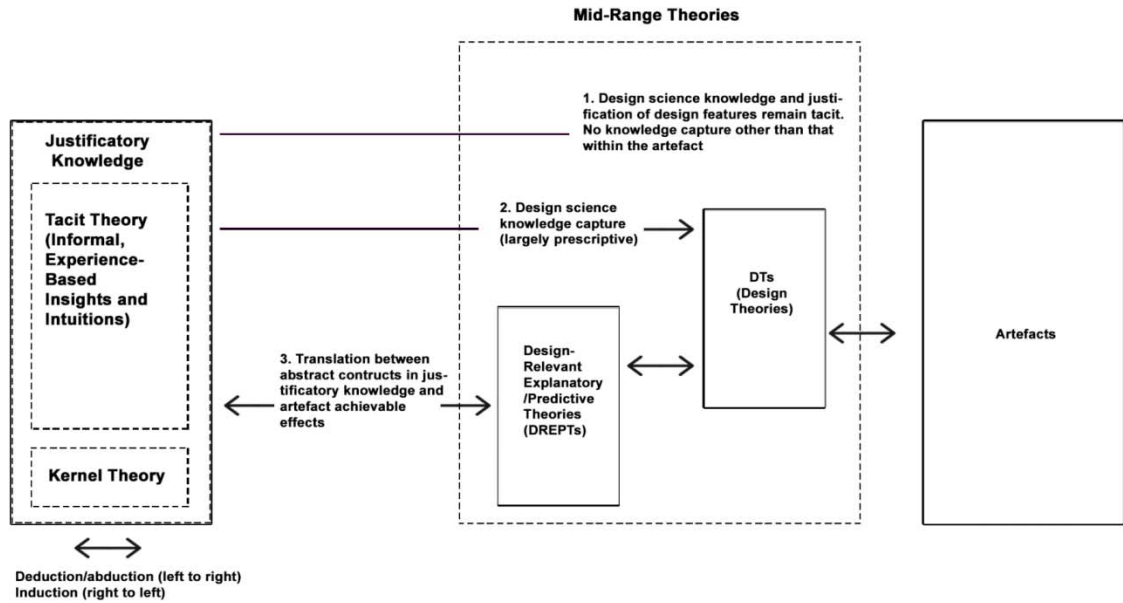 Mid-Range Theories
1. Design science knowledge and justi-
fication of design features remain tacit.
No knowledge capture other than that
within the artefact
Justificatory
Knowledge
Tacit Theory
(Informal,
Experience-
Based
Insights and
Intuitions)
2. Design science
knowledge capture
(largely prescriptive)
DTs
(Design
Theories)
Artefacts
3. Translation between
abstract contructs in jus-
tificatory knowledge and
artefact achievable
effects
Design-
Relevant
Explanatory
/Predictive
Theories
(DREPTs)
Kernel Theory
Deduction/abduction (left to right)
Induction (right to left)